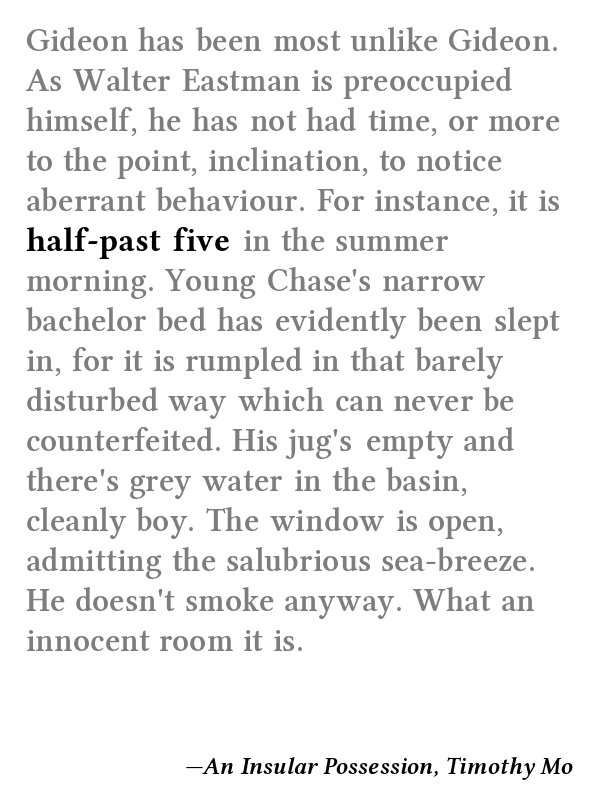 Gideon has been most unlike Gideon.
As Walter Eastman is preoccupied
himself, he has not had time, or more
to the point, inclination, to notice
aberrant behaviour. For instance, it is
half-past five in the summer
morning. Young Chase's narrow
bachelor bed has evidently been slept
in, for it is rumpled in that barely
disturbed way which can never be
counterfeited. His jug's empty and
there's grey water in the basin,
cleanly boy. The window is open,
admitting the salubrious sea-breeze.
He doesn't smoke anyway. What an
innocent room it is.
—An Insular Possession, Timothy Mo